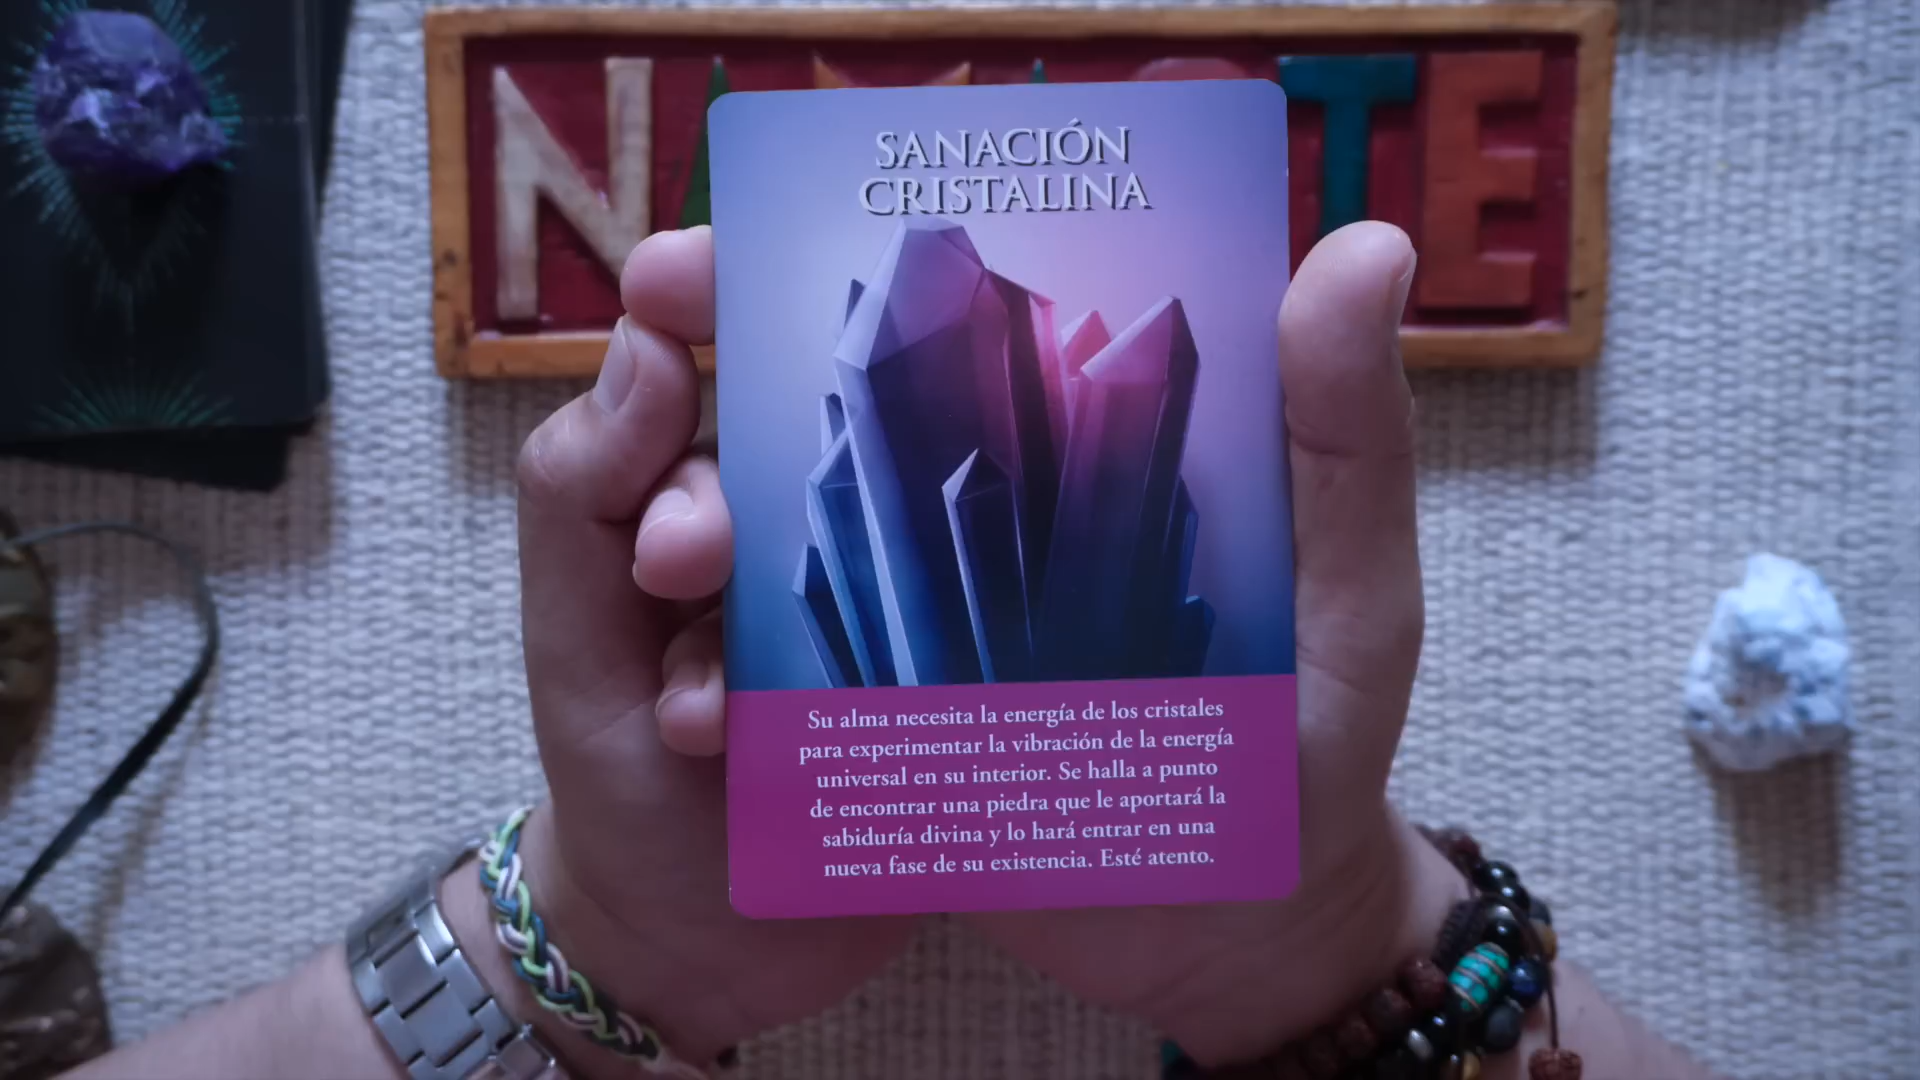 NAMASTE
SANACIÓN
CRISTALINA
Su alma necesita la energía de los cristales
para experimentar la vibración de la energía
universal en su interior. Se halla a punto
de encontrar una piedra que le aportará la
sabiduría divina y lo hará entrar en una
nueva fase de su existencia. Esté atento.